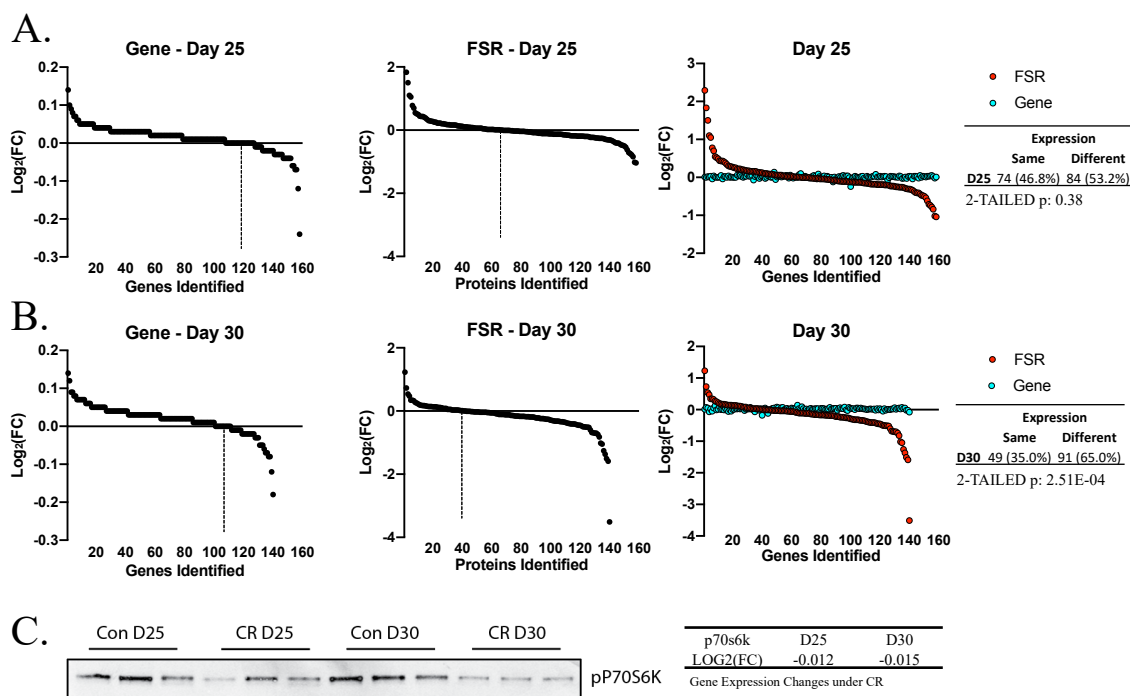 A.
Gene - Day 25
Log2(FC)
0.2
0.1
0.0
-0.1
-0.2
-0.3
20 40 60 80 100 120 140 160
Genes Identified
FSR - Day 25
Log2(FC)
2
0
-2
-4
20 40 60 80 100 120 140 160
Proteins Identified
Day 25
Log2(FC)
3
2
1
0
-1
-2
20 40 60 80 100 120 140 160
Genes Identified
FSR
Gene
Expression
Same Different
D25 74 (46.8%) 84 (53.2%)
2-TAILED p: 0.38
B.
Gene - Day 30
Log2(FC)
0.2
0.1
0.0
-0.1
-0.2
-0.3
20 40 60 80 100 120 140 160
Genes Identified
FSR - Day 30
Log2(FC)
2
0
-2
-4
20 40 60 80 100 120 140 160
Proteins Identified
Day 30
Log2(FC)
2
1
0
-1
-2
-3
-4
20 40 60 80 100 120 140 160
Genes Identified
FSR
Gene
Expression
Same Different
D30 49 (35.0%) 91 (65.0%)
2-TAILED p: 2.51E-04
C.
Con D25 CR D25 Con D30 CR D30
pP70S6K
p70s6k D25 D30
LOG2(FC) -0.012 -0.015
Gene Expression Changes under CR